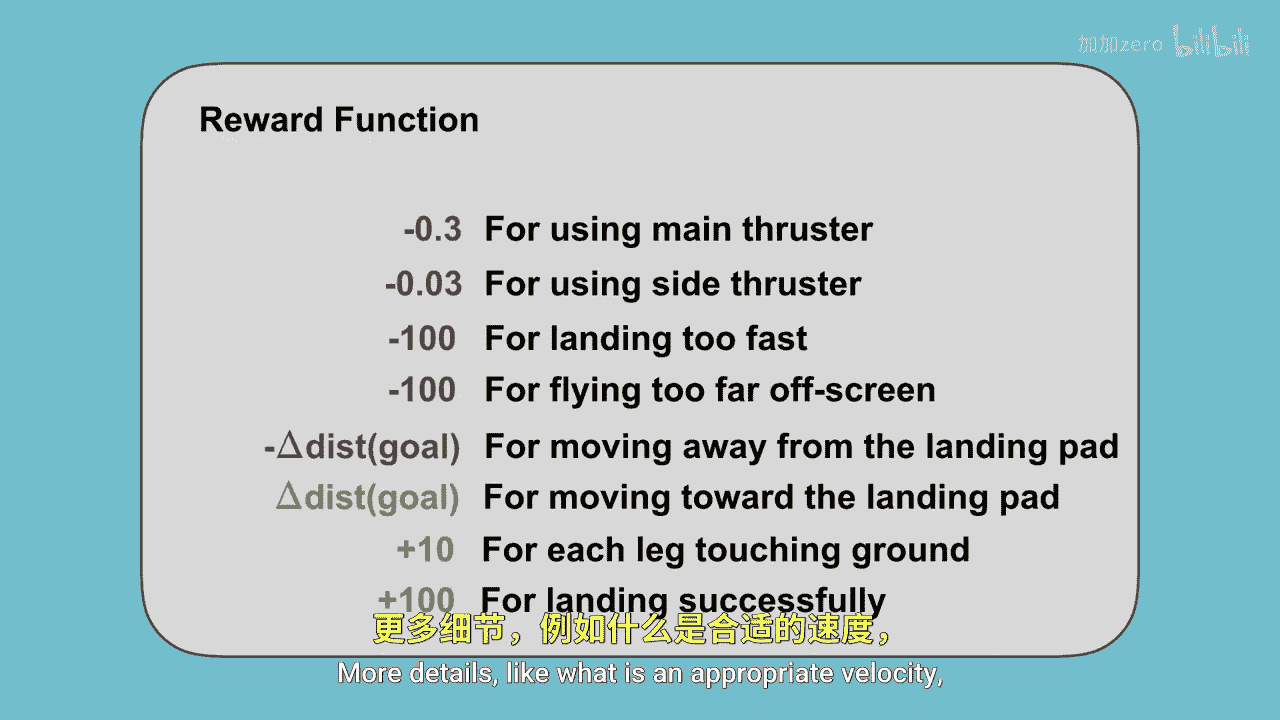 加加zero bilibili
Reward Function
-0.3 For using main thruster
-0.03 For using side thruster
-100 For landing too fast
-100 For flying too far off-screen
-Δdist(goal) For moving away from the landing pad
Δdist(goal) For moving toward the landing pad
+10 For each leg touching ground
+100 For landing successfully
更多细节，例如什么是合适的速度，
More details, like what is an appropriate velocity,